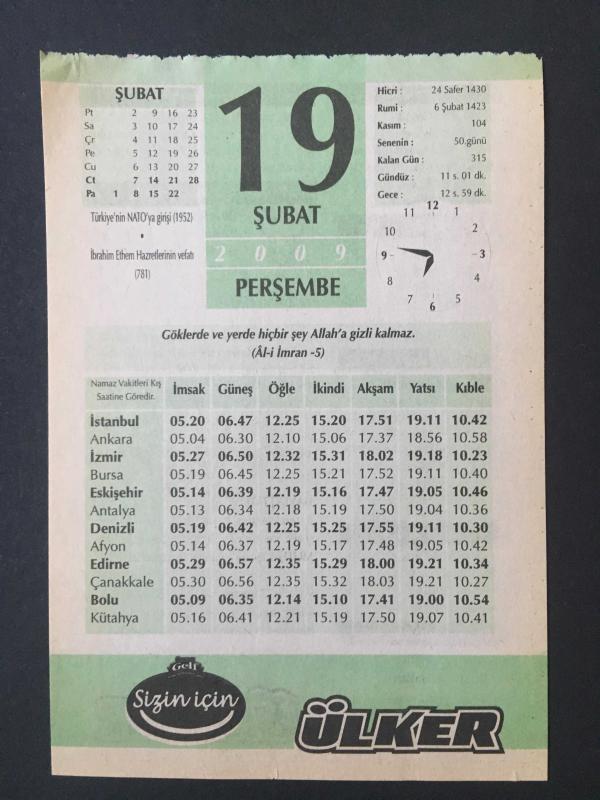 ŞUBAT
Pt 2 9 16 23
Sa 3 10 17 24
Çr 4 11 18 25
Pe 5 12 19 26
Cu 6 13 20 27
Ct 7 14 21 28
Pa 1 8 15 22
Türkiye'nin NATO'ya girişi (1952)
•
İbrahim Ethem Hazretlerinin vefatı
(781)
19
ŞUBAT
2009
PERŞEMBE
Hicri : 24 Safer 1430
Rumi : 6 Şubat 1423
Kasım : 104
Senenin : 50.günü
Kalan Gün : 315
Gündüz : 11 s. 01 dk.
Gece : 12 s. 59 dk.
12
11 1
10 2
9 3
8 4
7 5
6
Göklerde ve yerde hiçbir şey Allah'a gizli kalmaz.
(Âl-i İmran -5)
Namaz Vakitleri Kış
Saatine Göredir.
İmsak Güneş Öğle İkindi Akşam Yatsı Kıble
İstanbul 05.20 06.47 12.25 15.20 17.51 19.11 10.42
Ankara 05.04 06.30 12.10 15.06 17.37 18.56 10.58
İzmir 05.27 06.50 12.32 15.31 18.02 19.18 10.23
Bursa 05.19 06.45 12.25 15.21 17.52 19.11 10.40
Eskişehir 05.14 06.39 12.19 15.16 17.47 19.05 10.46
Antalya 05.13 06.34 12.18 15.19 17.50 19.04 10.36
Denizli 05.19 06.42 12.25 15.25 17.55 19.11 10.30
Afyon 05.14 06.37 12.19 15.17 17.48 19.05 10.42
Edirne 05.29 06.57 12.35 15.29 18.00 19.21 10.34
Çanakkale 05.30 06.56 12.35 15.32 18.03 19.21 10.27
Bolu 05.09 06.35 12.14 15.10 17.41 19.00 10.54
Kütahya 05.16 06.41 12.21 15.19 17.50 19.07 10.41
Golf
Sizin için
ÜLKER